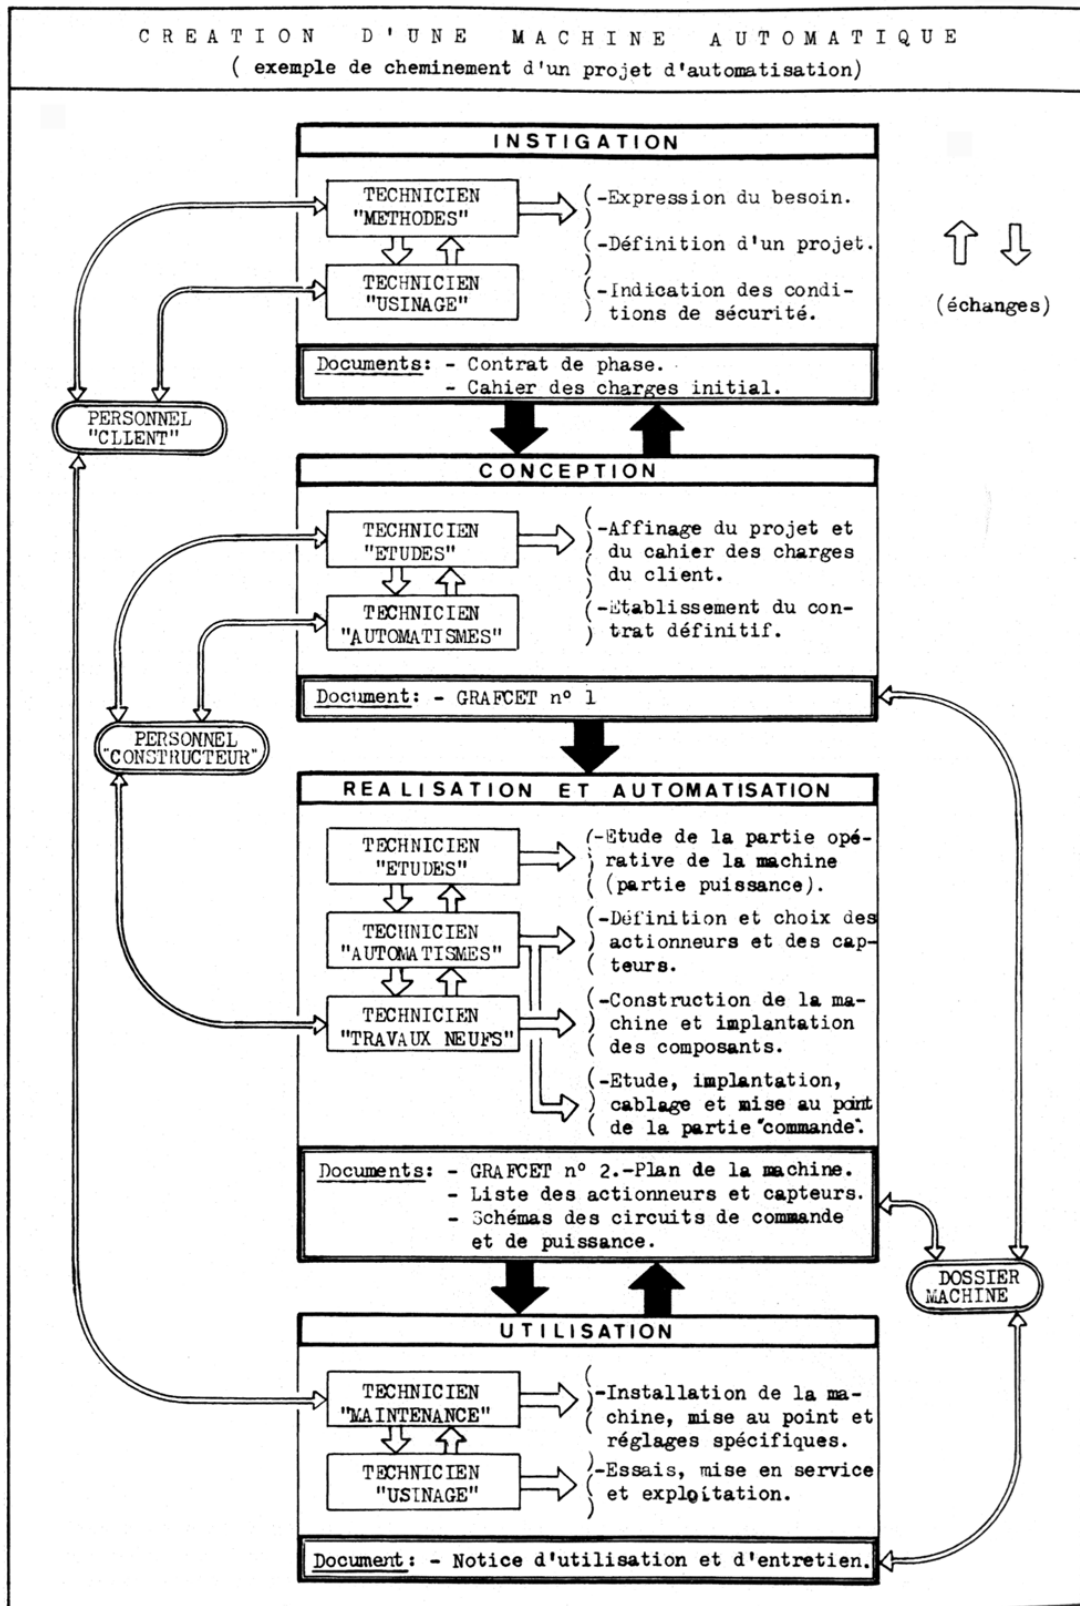 CREATION D'UNE MACHINE AUTOMATIQUE
( exemple de cheminement d'un projet d'automatisation)
INSTIGATION
TECHNICIEN
"METHODES"
-Expression du besoin.
-Définition d'un projet.
TECHNICIEN
"USINAGE"
-Indication des condi-
tions de sécurité.
(échanges)
Documents: - Contrat de phase.
- Cahier des charges initial.
PERSONNEL
"CLIENT"
CONCEPTION
TECHNICIEN
"ETUDES"
-Affinage du projet et
du cahier des charges
du client.
TECHNICIEN
"AUTOMATISMES"
-Etablissement du con-
trat définitif.
Document: - GRAFCET n° 1
PERSONNEL
"CONSTRUCTEUR"
REALISATION ET AUTOMATISATION
TECHNICIEN
"ETUDES"
-Etude de la partie opé-
rative de la machine
(partie puissance).
TECHNICIEN
"AUTOMATISMES"
-Définition et choix des
actionneurs et des cap-
teurs.
TECHNICIEN
"TRAVAUX NEUFS"
-Construction de la ma-
chine et implantation
des composants.
-Etude, implantation,
cablage et mise au point
de la partie "commande".
Documents: - GRAFCET n° 2.-Plan de la machine.
- Liste des actionneurs et capteurs.
- Schémas des circuits de commande
et de puissance.
DOSSIER
MACHINE
UTILISATION
TECHNICIEN
"MAINTENANCE"
-Installation de la ma-
chine, mise au point et
réglages spécifiques.
TECHNICIEN
"USINAGE"
-Essais, mise en service
et exploitation.
Document: - Notice d'utilisation et d'entretien.